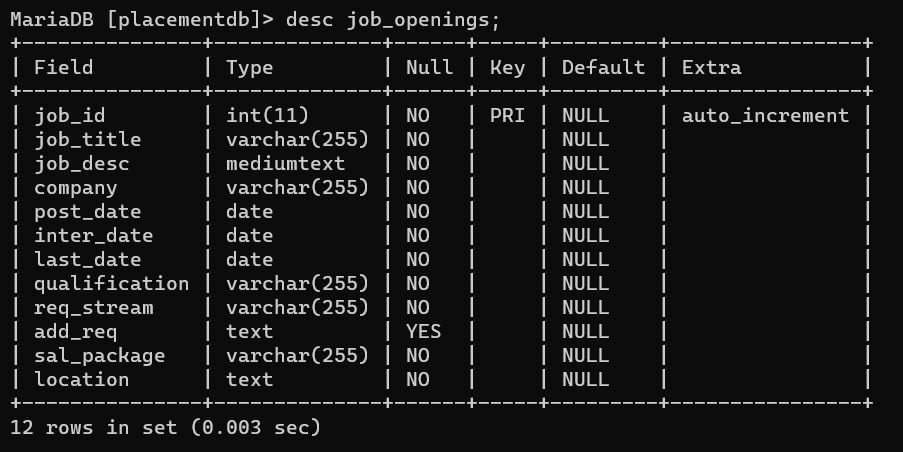 MariaDB [placementdb]> desc job_openings;
+---------------+--------------+------+-----+---------+----------------+
| Field         | Type         | Null | Key | Default | Extra          |
+---------------+--------------+------+-----+---------+----------------+
| job_id        | int(11)      | NO   | PRI | NULL    | auto_increment |
| job_title     | varchar(255) | NO   |     | NULL    |                |
| job_desc      | mediumtext   | NO   |     | NULL    |                |
| company       | varchar(255) | NO   |     | NULL    |                |
| post_date     | date         | NO   |     | NULL    |                |
| inter_date    | date         | NO   |     | NULL    |                |
| last_date     | date         | NO   |     | NULL    |                |
| qualification | varchar(255) | NO   |     | NULL    |                |
| req_stream    | varchar(255) | NO   |     | NULL    |                |
| add_req       | text         | YES  |     | NULL    |                |
| sal_package   | varchar(255) | NO   |     | NULL    |                |
| location      | text         | NO   |     | NULL    |                |
+---------------+--------------+------+-----+---------+----------------+
12 rows in set (0.003 sec)